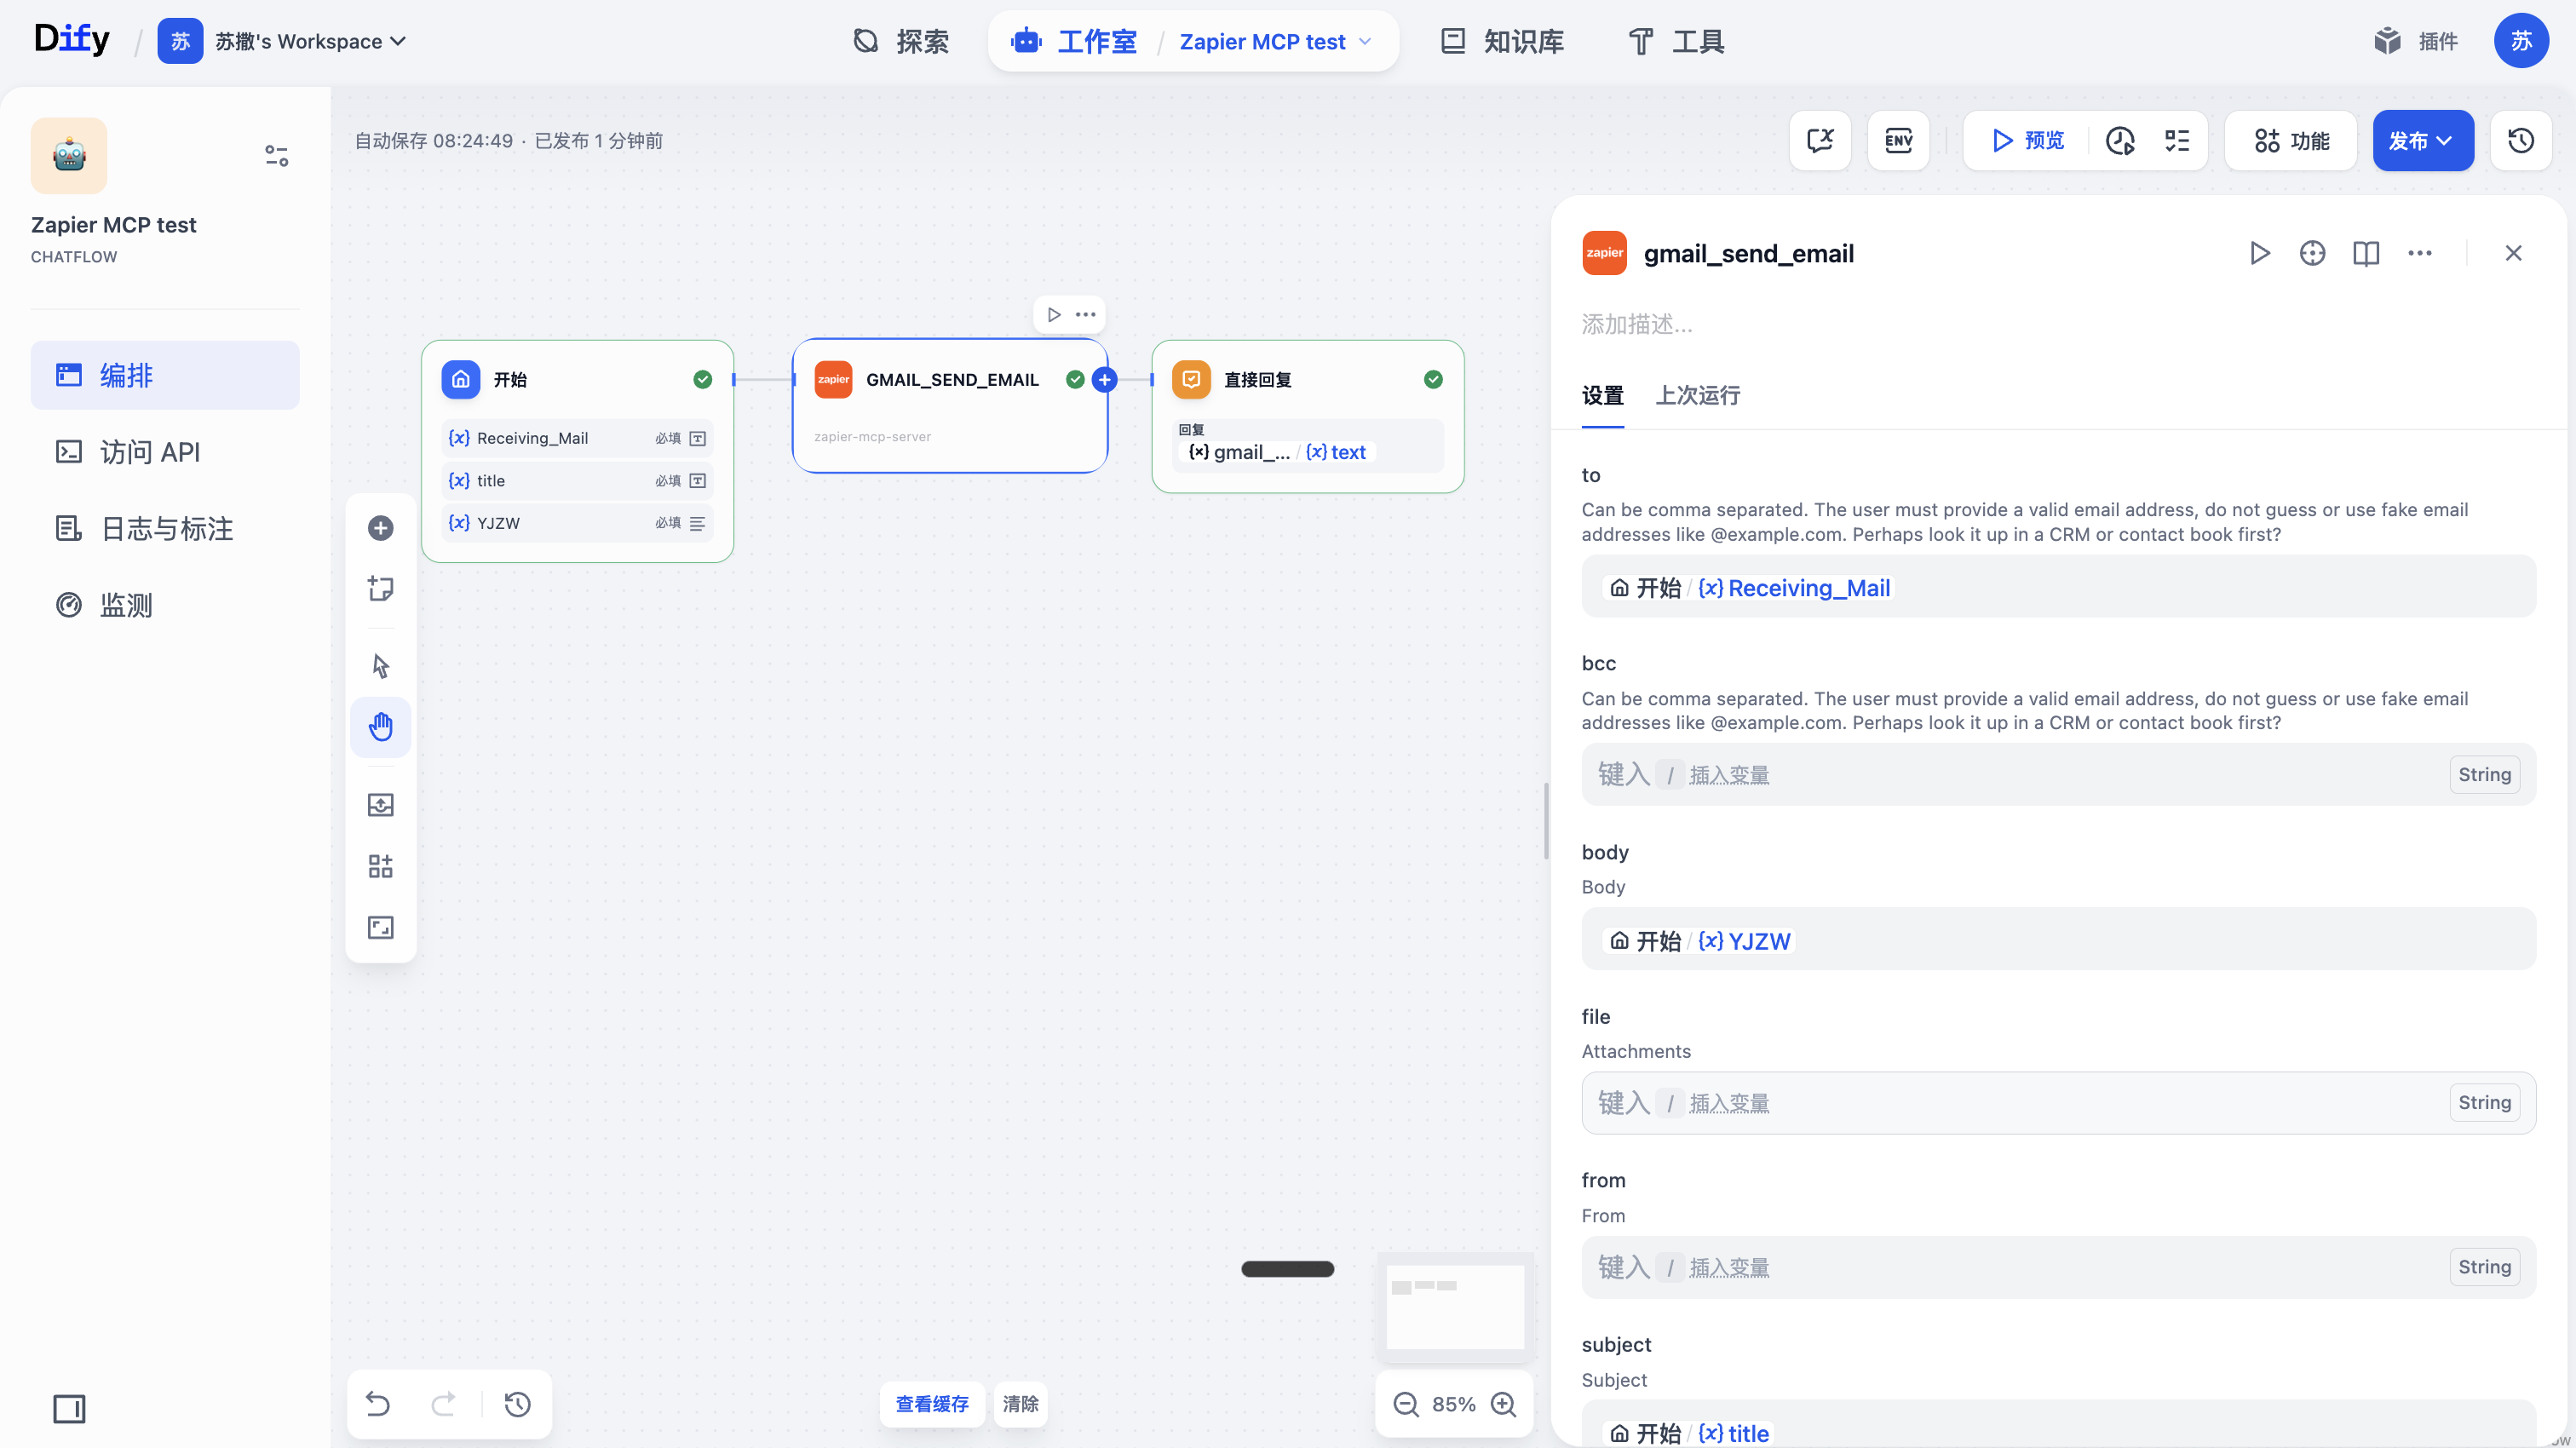 Dify / 苏 苏撒's Workspace
探索
工作室 / Zapier MCP test
知识库
工具
插件
苏
Zapier MCP test
CHATFLOW
编排
访问 API
日志与标注
监测
自动保存 08:24:49 · 已发布 1 分钟前
ENV
预览
功能
发布
开始
{x} Receiving_Mail 必填
{x} title 必填
{x} YJZW 必填
zapier GMAIL_SEND_EMAIL
zapier-mcp-server
直接回复
回复
{x} gmail_... / {x} text
查看缓存
清除
85%
zapier gmail_send_email
添加描述...
设置 上次运行
to
Can be comma separated. The user must provide a valid email address, do not guess or use fake email
addresses like @example.com. Perhaps look it up in a CRM or contact book first?
开始 / {x} Receiving_Mail
bcc
Can be comma separated. The user must provide a valid email address, do not guess or use fake email
addresses like @example.com. Perhaps look it up in a CRM or contact book first?
键入 / 插入变量 String
body
Body
开始 / {x} YJZW
file
Attachments
键入 / 插入变量 String
from
From
键入 / 插入变量 String
subject
Subject
开始 / {x} title